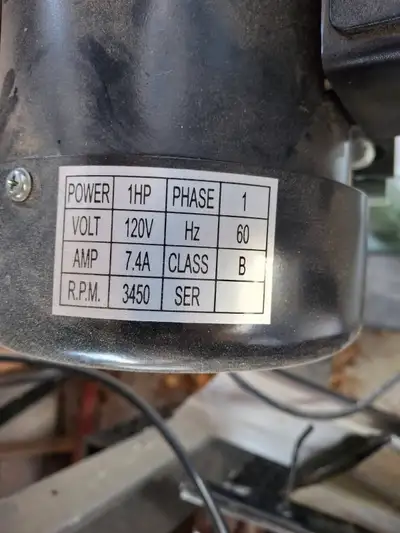 POWER 1HP PHASE 1
VOLT 120V Hz 60
AMP 7.4A CLASS B
R.P.M. 3450 SER